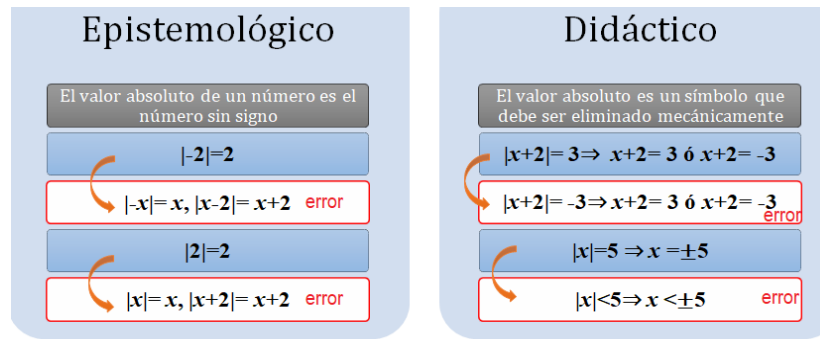 Epistemológico
El valor absoluto de un número es el
número sin signo
|-2|=2
|-x|= x, |x-2|= x+2 error
|2|=2
|x|= x, |x+2|= x+2 error
Didáctico
El valor absoluto es un símbolo que
debe ser eliminado mecánicamente
|x+2|= 3⇒ x+2= 3 ó x+2= -3
|x+2|= -3⇒ x+2= 3 ó x+2= -3
error
|x|=5 ⇒ x =±5
|x|<5⇒ x <±5 error